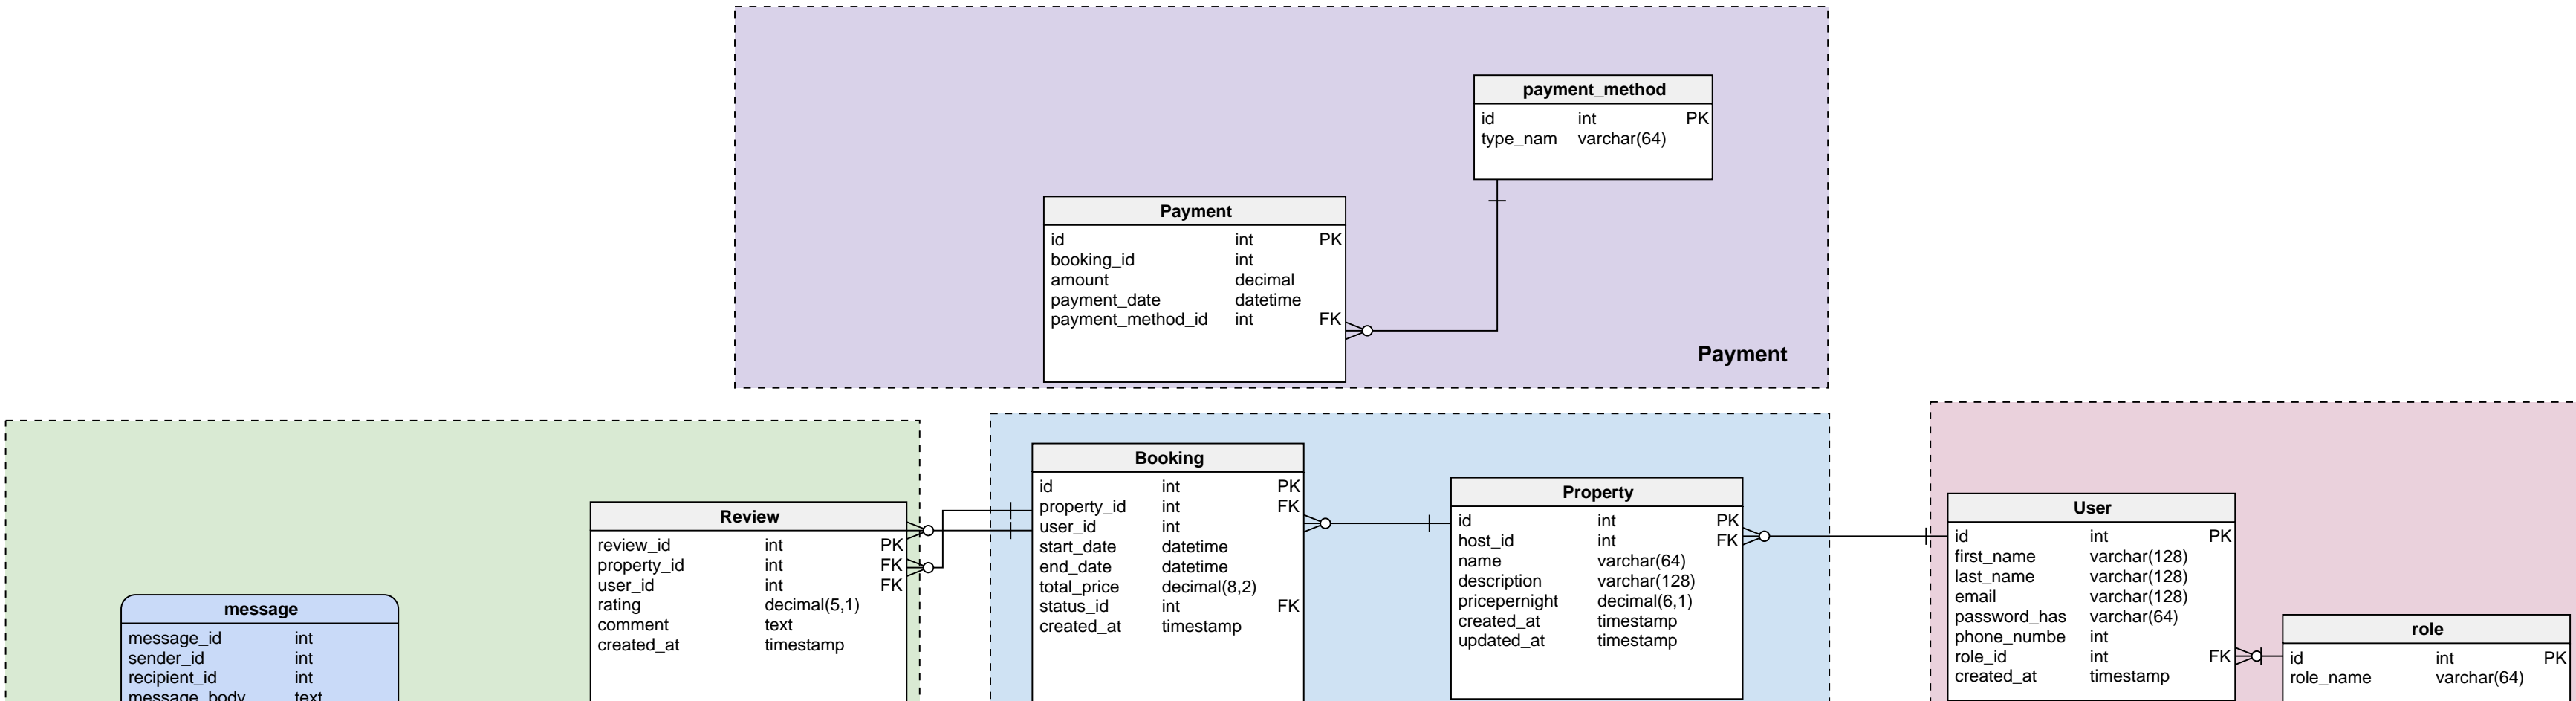 payment_method
id int PK
type_nam varchar(64)
Payment
id int PK
booking_id int
amount decimal
payment_date datetime
payment_method_id int FK
Payment
Booking
id int PK
property_id int FK
user_id int
start_date datetime
end_date datetime
total_price decimal(8,2)
status_id int FK
created_at timestamp
Property
id int PK
host_id int FK
name varchar(64)
description varchar(128)
pricepernight decimal(6,1)
created_at timestamp
updated_at timestamp
User
id int PK
first_name varchar(128)
last_name varchar(128)
email varchar(128)
password_has varchar(64)
phone_numbe int
role_id int FK
created_at timestamp
role
id int PK
role_name varchar(64)
Review
review_id int PK
property_id int FK
user_id int FK
rating decimal(5,1)
comment text
created_at timestamp
message
message_id int
sender_id int
recipient_id int
message_body text